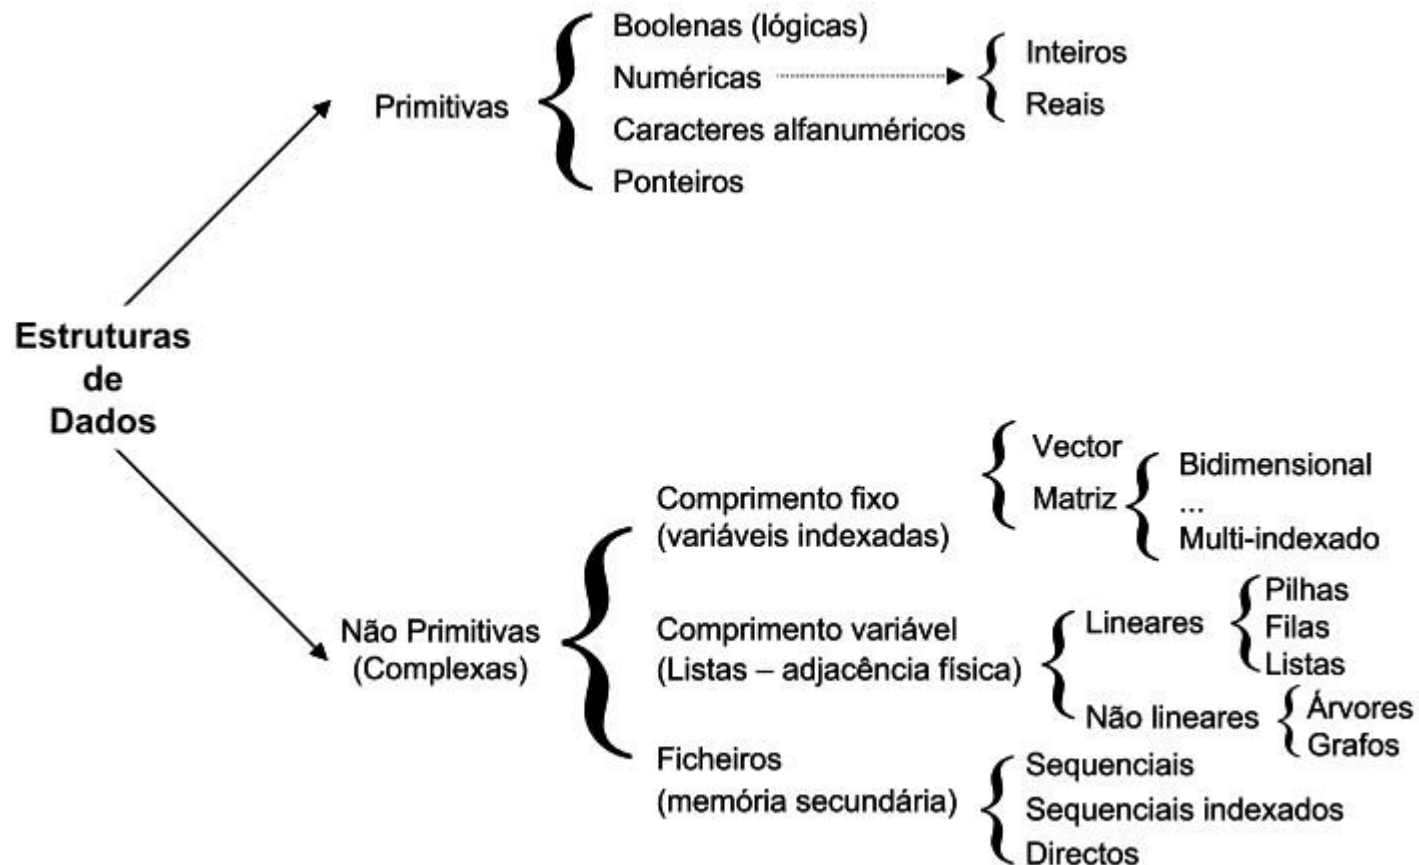 Estruturas
de
Dados
Primitivas
Boolenas (lógicas)
Numéricas
Inteiros
Reais
Caracteres alfanuméricos
Ponteiros
Não Primitivas
(Complexas)
Comprimento fixo
(variáveis indexadas)
Vector
Matriz
Bidimensional
...
Multi-indexado
Comprimento variável
(Listas – adjacência física)
Lineares
Pilhas
Filas
Listas
Não lineares
Árvores
Grafos
Ficheiros
(memória secundária)
Sequenciais
Sequenciais indexados
Directos